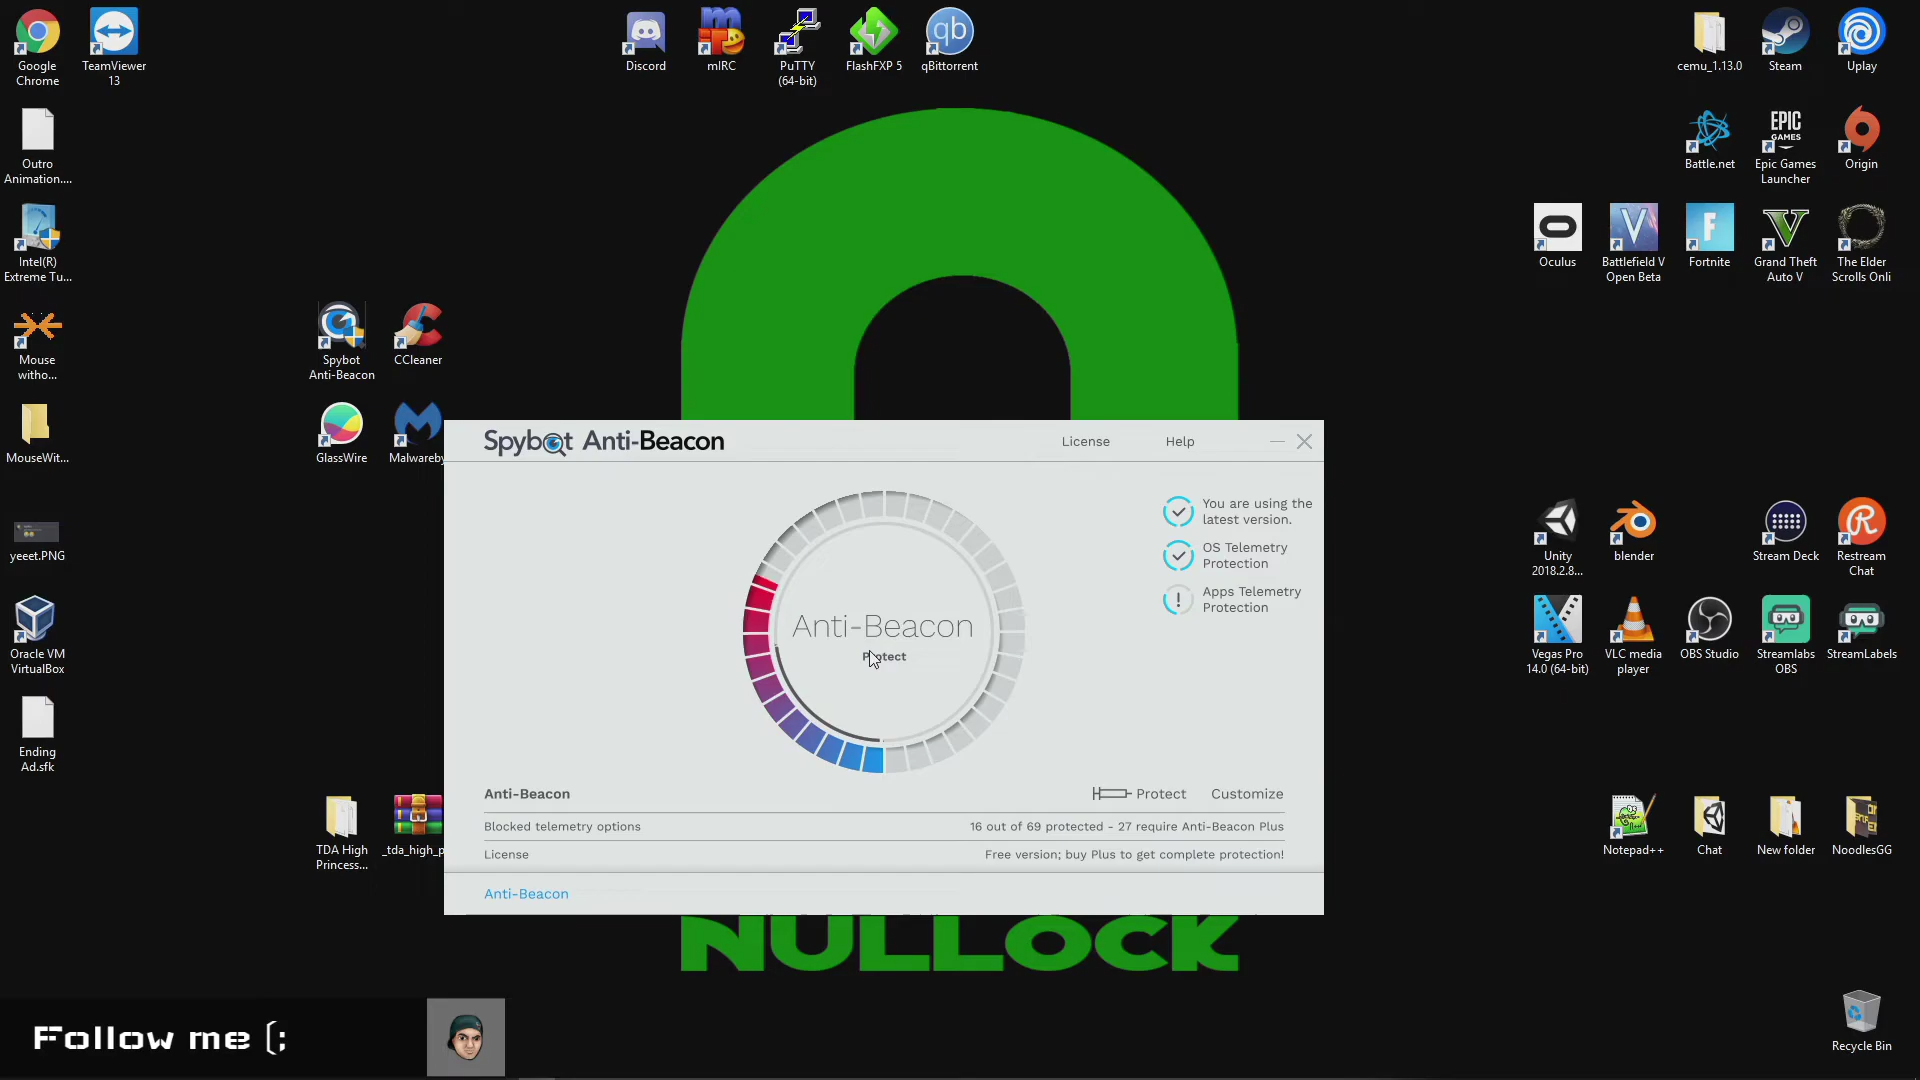 Google
Chrome
TeamViewer
13
Discord
mIRC
PuTTY
(64-bit)
FlashFXP 5
qBittorrent
cemu_1.13.0
Steam
Uplay
Outro
Animation....
Battle.net
Epic Games
Launcher
Origin
Intel(R)
Extreme Tu...
Oculus
Battlefield V
Open Beta
Fortnite
Grand Theft
Auto V
The Elder
Scrolls Onli
Mouse
witho...
Spybot
Anti-Beacon
CCleaner
MouseWit...
GlassWire
Malwareby
Spybot Anti-Beacon
License
Help
You are using the
latest version.
OS Telemetry
Protection
Apps Telemetry
Protection
Anti-Beacon
Protect
Anti-Beacon
Protect
Customize
Blocked telemetry options
16 out of 69 protected - 27 require Anti-Beacon Plus
License
Free version; buy Plus to get complete protection!
Anti-Beacon
yeeet.PNG
Unity
2018.2.8...
blender
Stream Deck
Restream
Chat
Oracle VM
VirtualBox
Vegas Pro
14.0 (64-bit)
VLC media
player
OBS Studio
Streamlabs
OBS
StreamLabels
Ending
Ad.sfk
TDA High
Princess...
_tda_high_p
Notepad++
Chat
New folder
NoodlesGG
NULLOCK
Follow me (;
Recycle Bin